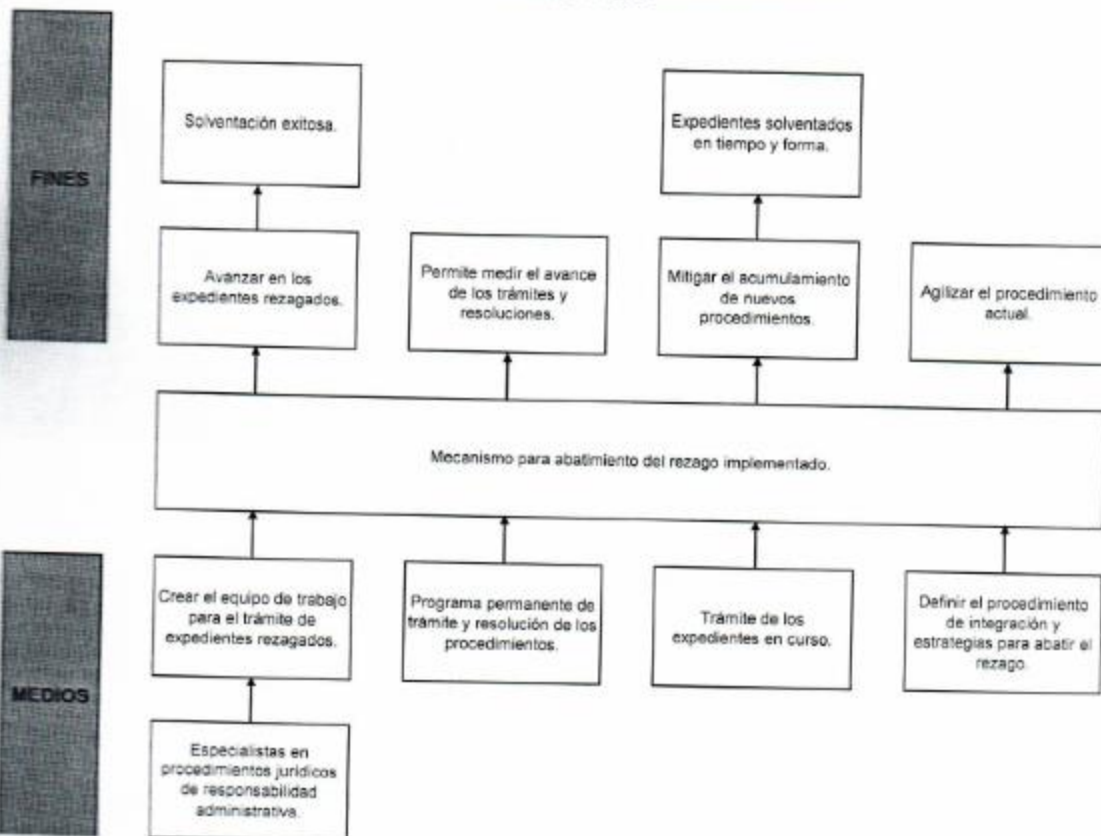 FINES
Solventación exitosa.
Expedientes solventados
en tiempo y forma.
Avanzar en los
expedientes rezagados.
Permite medir el avance
de los trámites y
resoluciones.
Mitigar el acumulamiento
de nuevos
procedimientos.
Agilizar el procedimiento
actual.
Mecanismo para abatimiento del rezago implementado.
MEDIOS
Crear el equipo de trabajo
para el trámite de
expedientes rezagados.
Programa permanente de
trámite y resolución de los
procedimientos.
Trámite de los
expedientes en curso.
Definir el procedimiento
de integración y
estrategias para abatir el
rezago.
Especialistas en
procedimientos jurídicos
de responsabilidad
administrativa.